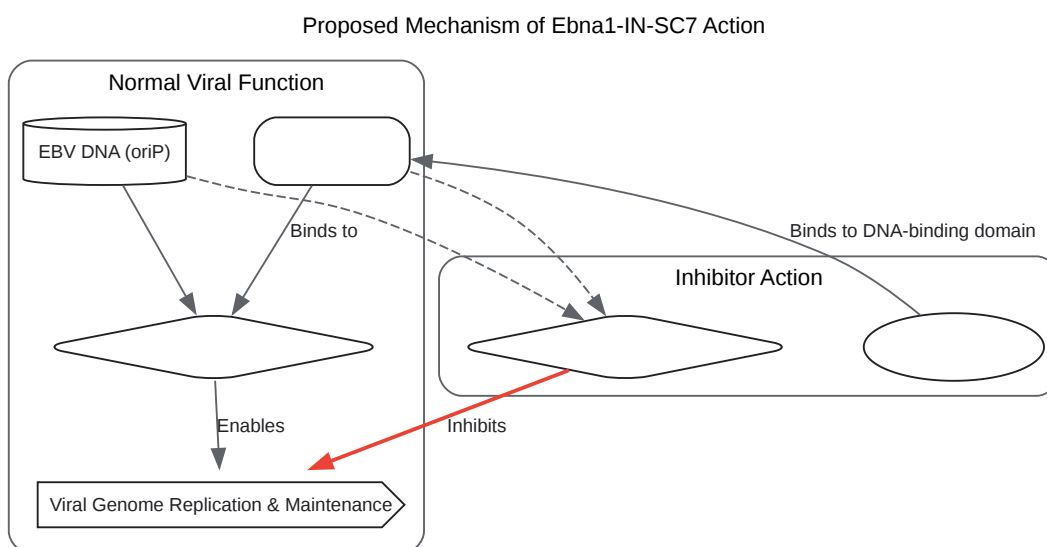 Proposed Mechanism of Ebna1-IN-SC7 Action
Normal Viral Function
EBV DNA (oriP)
Binds to
Binds to DNA-binding domain
Inhibitor Action
Enables
Inhibits
Viral Genome Replication & Maintenance